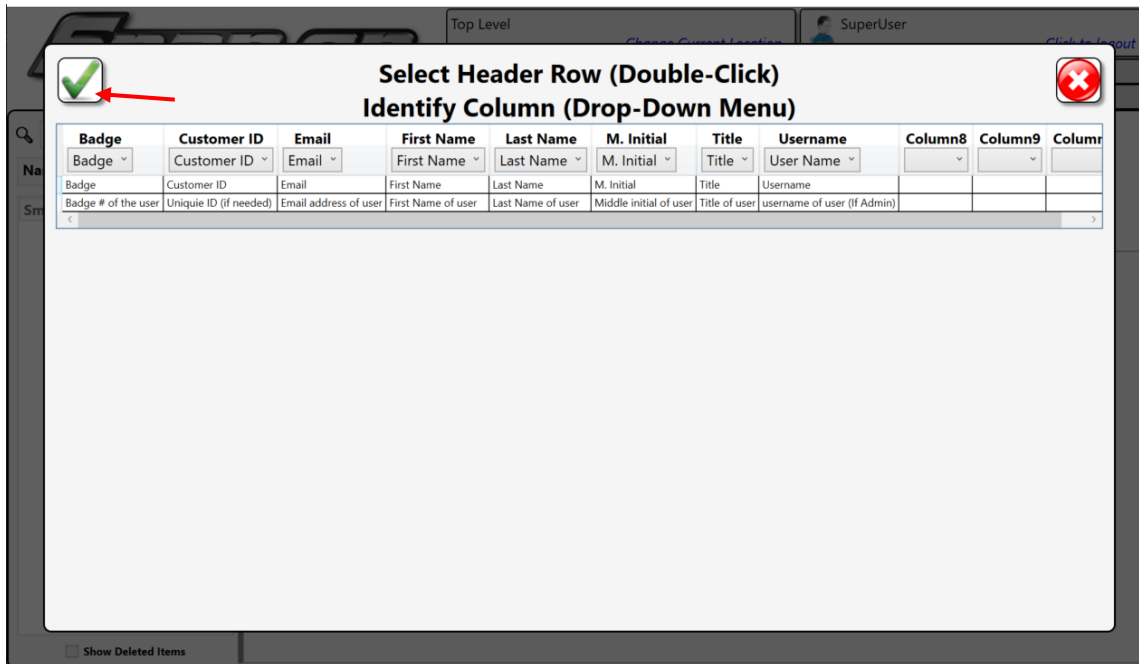 Top Level
SuperUser
Change Current Location
Click to logout
Select Header Row (Double-Click)
Identify Column (Drop-Down Menu)
Badge Customer ID Email First Name Last Name M. Initial Title Username Column8 Column9 Column
Badge Customer ID Email First Name Last Name M. Initial Title User Name
Badge Customer ID Email First Name Last Name M. Initial Title Username
Badge # of the user Uniquie ID (if needed) Email address of user First Name of user Last Name of user Middle initial of user Title of user username of user (If Admin)
Na
Sm
Show Deleted Items